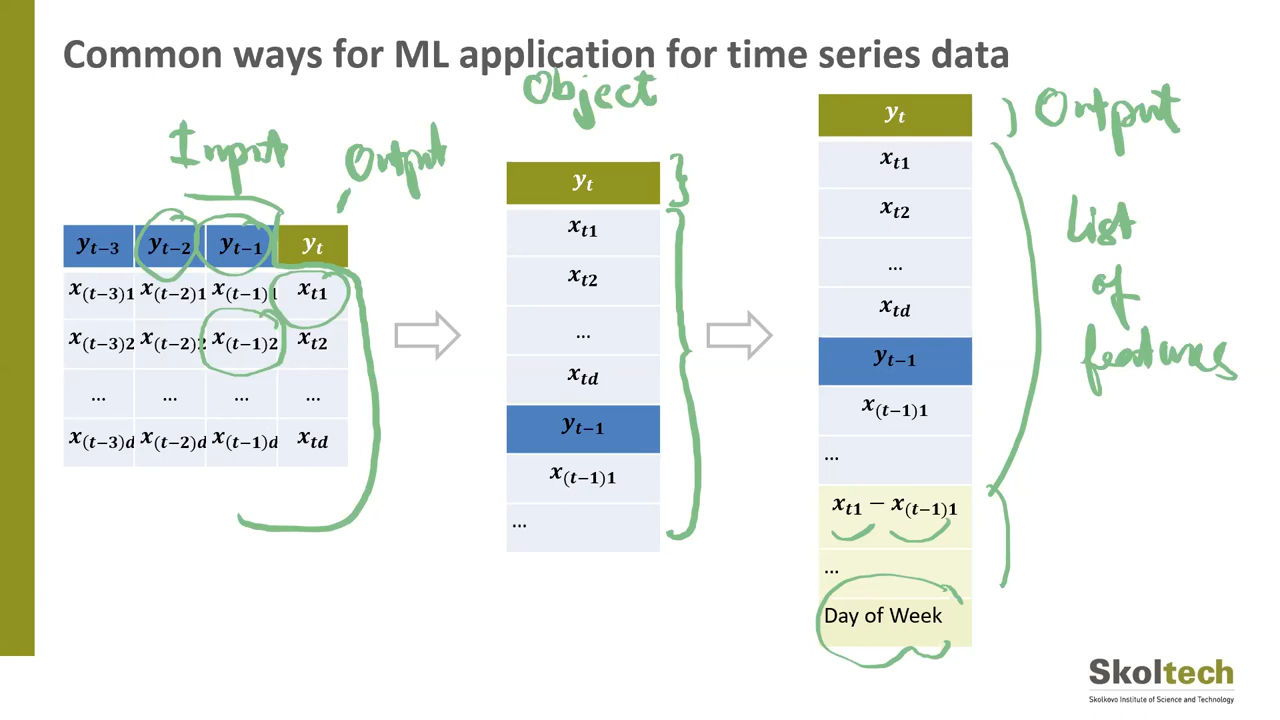 Common ways for ML application for time series data
Input
Output
y_{t−3} y_{t−2} y_{t−1} y_t
x_{(t−3)1} x_{(t−2)1} x_{(t−1)1} x_{t1}
x_{(t−3)2} x_{(t−2)2} x_{(t−1)2} x_{t2}
... ... ... ...
x_{(t−3)d} x_{(t−2)d} x_{(t−1)d} x_{td}
Object
y_t
x_{t1}
x_{t2}
...
x_{td}
y_{t−1}
x_{(t−1)1}
...
y_t
x_{t1}
x_{t2}
...
x_{td}
y_{t−1}
x_{(t−1)1}
...
x_{t1} − x_{(t−1)1}
...
Day of Week
Output
List
of
features
Skoltech
Skolkovo Institute of Science and Technology